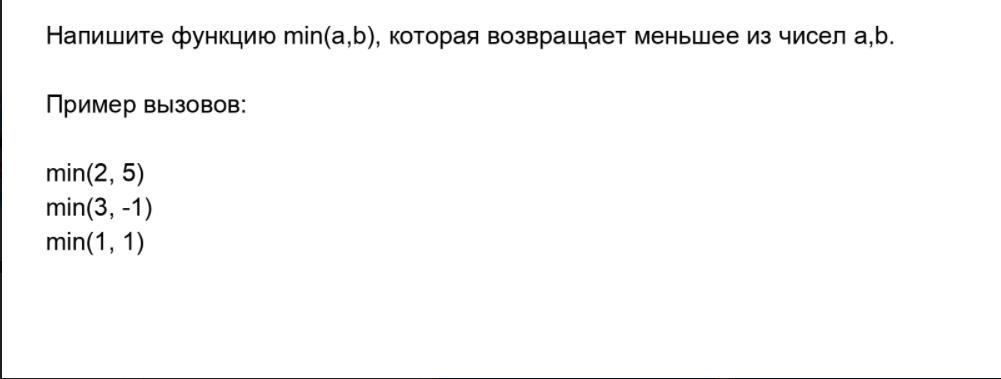 Напишите функцию min(a,b), которая возвращает меньшее из чисел a,b.
Пример вызовов:
min(2, 5)
min(3, -1)
min(1, 1)